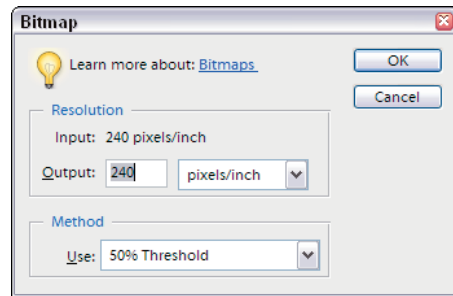 Bitmap
Learn more about: Bitmaps
OK
Cancel
Resolution
Input: 240 pixels/inch
Output: 240 pixels/inch
Method
Use: 50% Threshold